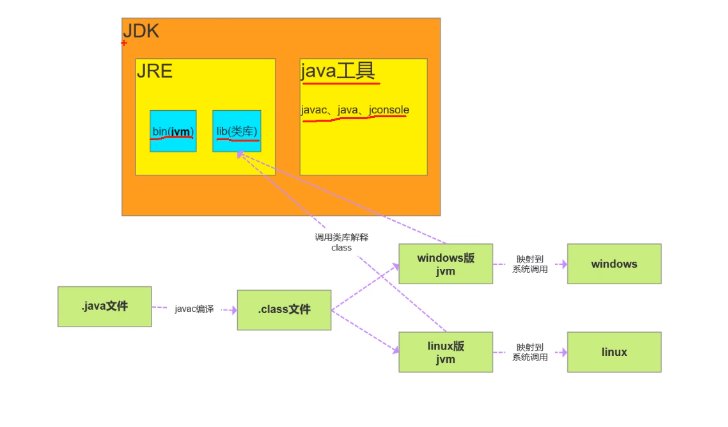 JDK
JRE
java工具
javac、java、jconsole
bin(jvm)
lib(类库)
调用类库解释
class
windows版
jvm
映射到
系统调用
windows
.java文件
javac编译
.class文件
linux版
jvm
映射到
系统调用
linux